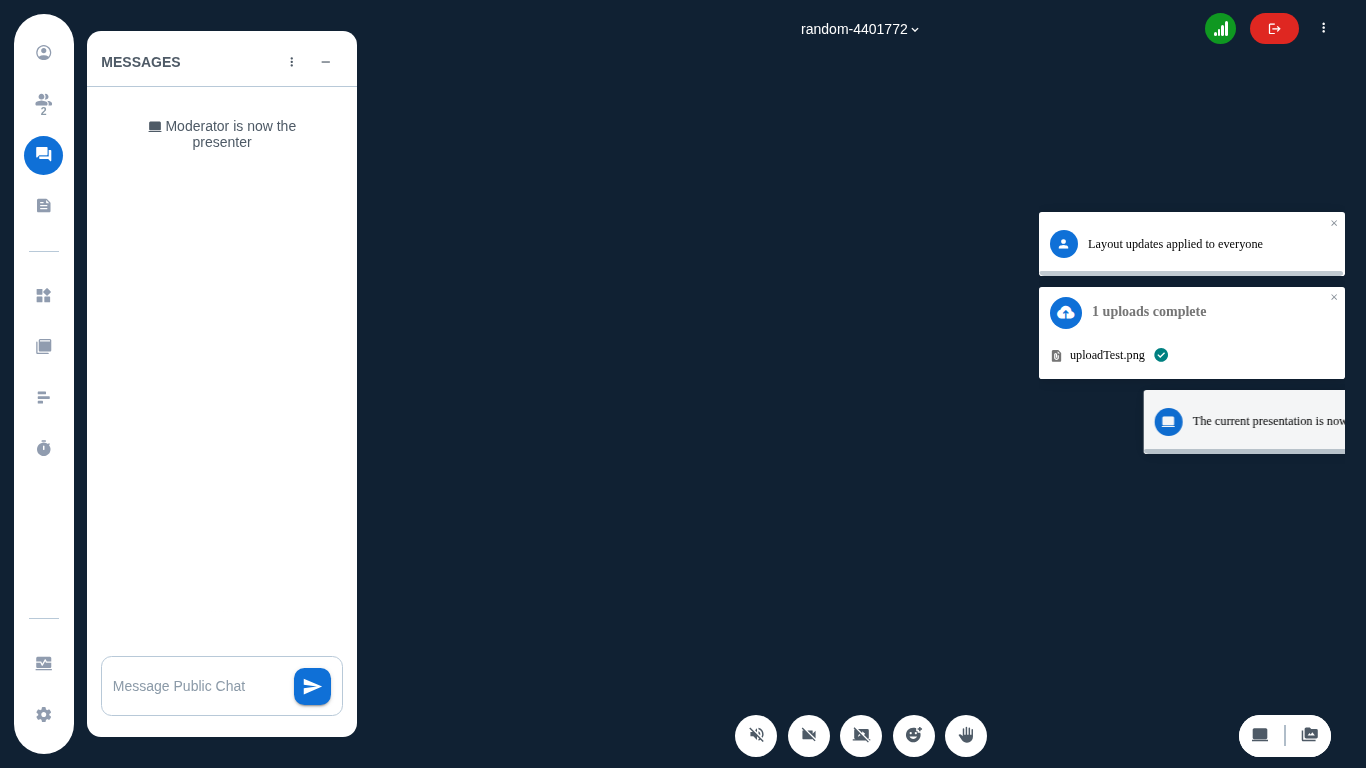 random-4401772
MESSAGES
2
Moderator is now the
presenter
Layout updates applied to everyone
1 uploads complete
uploadTest.png
The current presentation is now
Message Public Chat